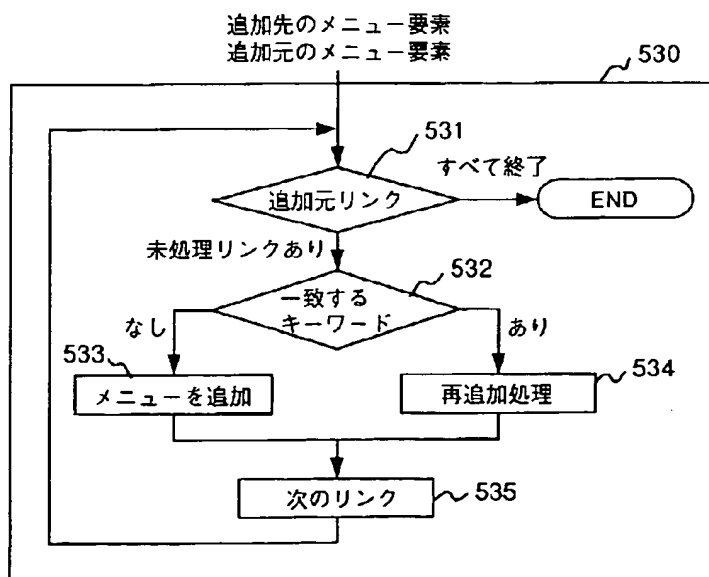 追加先のメニュー要素
追加元のメニュー要素
530
531
追加元リンク
すべて終了
END
未処理リンクあり
532
一致する
キーワード
なし
あり
533
メニューを追加
534
再追加処理
次のリンク
535